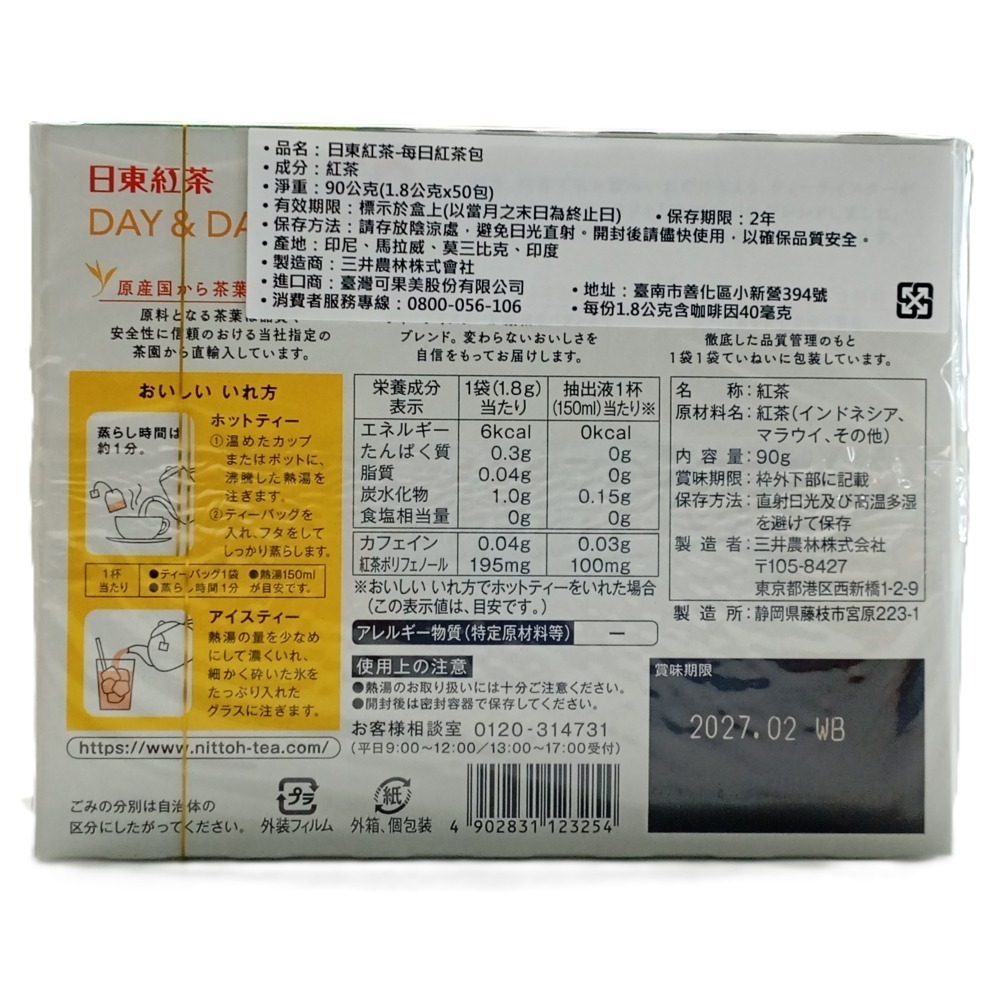 日東紅茶
DAY & DA
原産国から茶葉
原料となる茶葉は品質や
安全性に信頼のおける当社指定の
茶園から直輸入しています。
・品名：日東紅茶-每日紅茶包
・成分：紅茶
・淨重：90公克(1.8公克x50包)
・有效期限：標示於盒上(以當月之末日為終止日)　・保存期限：2年
・保存方法：請存放陰涼處，避免日光直射。開封後請儘快使用，以確保品質安全。
・產地：印尼、馬拉威、莫三比克、印度
・製造商：三井農林株式會社
・進口商：臺灣可果美股份有限公司　・地址：臺南市善化區小新營394號
・消費者服務專線：0800-056-106　・每份1.8公克含咖啡因40毫克
ブレンド。変わらないおいしさを
自信をもってお届けします。
徹底した品質管理のもと
1袋1袋ていねいに包装しています。
おいしい いれ方
蒸らし時間は
約1分。
ホットティー
①温めたカップ
またはポットに、
沸騰した熱湯を
注ぎます。
②ティーバッグを
入れ、フタをして
しっかり蒸らします。
1杯
当たり
●ティーバッグ1袋 ●熱湯150ml
●蒸らし時間1分 が目安です。
アイスティー
熱湯の量を少なめ
にして濃くいれ、
細かく砕いた氷を
たっぷり入れた
グラスに注ぎます。
https://www.nittoh-tea.com/
ごみの分別は自治体の
区分にしたがってください。
プラ
外装フィルム
紙
外箱、個包装
栄養成分表示 1袋(1.8g)当たり 抽出液1杯(150ml)当たり※
エネルギー 6kcal 0kcal
たんぱく質 0.3g 0g
脂質 0.04g 0g
炭水化物 1.0g 0.15g
食塩相当量 0g 0g
カフェイン 0.04g 0.03g
紅茶ポリフェノール 195mg 100mg
※おいしい いれ方でホットティーをいれた場合
（この表示値は、目安です。）
アレルギー物質(特定原材料等) ―
使用上の注意
●熱湯のお取り扱いには十分ご注意ください。
●開封後は密封容器で保存してください。
お客様相談室 0120-314731
(平日9:00〜12:00／13:00〜17:00受付)
4 902831 123254
名　称：紅茶
原材料名：紅茶（インドネシア、
マラウイ、その他）
内容量：90g
賞味期限：枠外下部に記載
保存方法：直射日光及び高温多湿
を避けて保存
製造者：三井農林株式会社
〒105-8427
東京都港区西新橋1-2-9
製造所：静岡県藤枝市宮原223-1
賞味期限
2027.02 WB